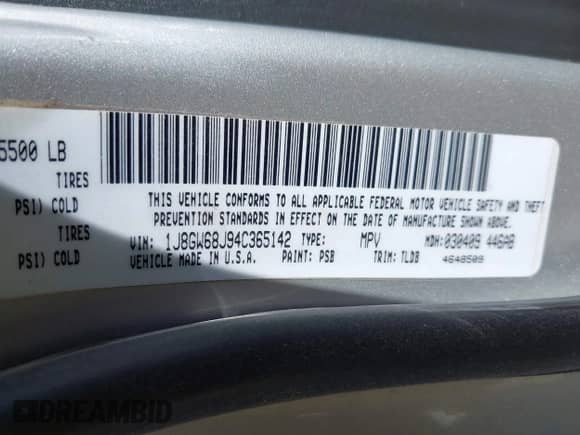 5500 LB
TIRES
PSI) COLD
TIRES
PSI) COLD
THIS VEHICLE CONFORMS TO ALL APPLICABLE FEDERAL MOTOR VEHICLE SAFETY AND THEFT
PREVENTION STANDARDS IN EFFECT ON THE DATE OF MANUFACTURE SHOWN ABOVE.
VIN: 1J8GW68J94C365142 TYPE: MPV MDH: 030409 446AB
VEHICLE MADE IN U.S.A. PAINT: PSB TRIM: TLDB 4648509
DREAMBID